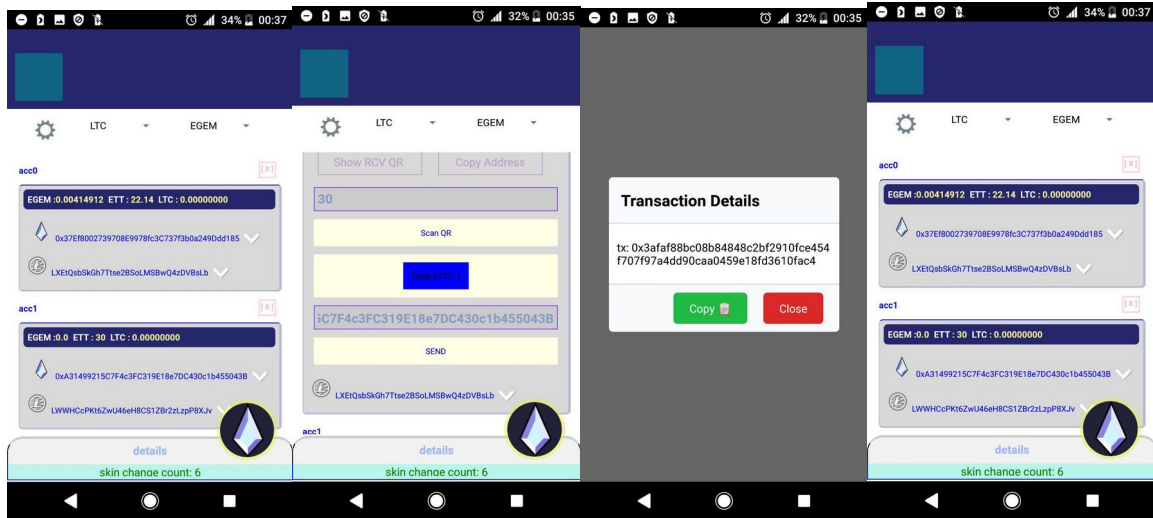 34% 00:37
LTC EGEM
acc0 [X]
EGEM :0.00414912 ETT : 22.14 LTC : 0.00000000
0x37Ef8002739708E9978fc3C737f3b0a249Ddd185
LXEtQsbSkGh7Ttse2BSoLMSBwQ4zDVBsLb
acc1 [X]
EGEM :0.0 ETT : 30 LTC : 0.00000000
0xA31499215C7F4c3FC319E18e7DC430c1b455043B
LWWHCcPKt6ZwU46eH8CS1ZBr2zLzpP8XJv
details
skin change count: 6
32% 00:35
LTC EGEM
Show RCV QR Copy Address
30
Scan QR
5C7F4c3FC319E18e7DC430c1b455043B
SEND
LXEtQsbSkGh7Ttse2BSoLMSBwQ4zDVBsLb
acc1
details
skin change count: 6
32% 00:35
Transaction Details
tx: 0x3afaf88bc08b84848c2bf2910fce454
f707f97a4dd90caa0459e18fd3610fac4
Copy Close
34% 00:37
LTC EGEM
acc0 [X]
EGEM :0.00414912 ETT : 22.14 LTC : 0.00000000
0x37Ef8002739708E9978fc3C737f3b0a249Ddd185
LXEtQsbSkGh7Ttse2BSoLMSBwQ4zDVBsLb
acc1 [X]
EGEM :0.0 ETT : 30 LTC : 0.00000000
0xA31499215C7F4c3FC319E18e7DC430c1b455043B
LWWHCcPKt6ZwU46eH8CS1ZBr2zLzpP8XJv
details
skin change count: 6